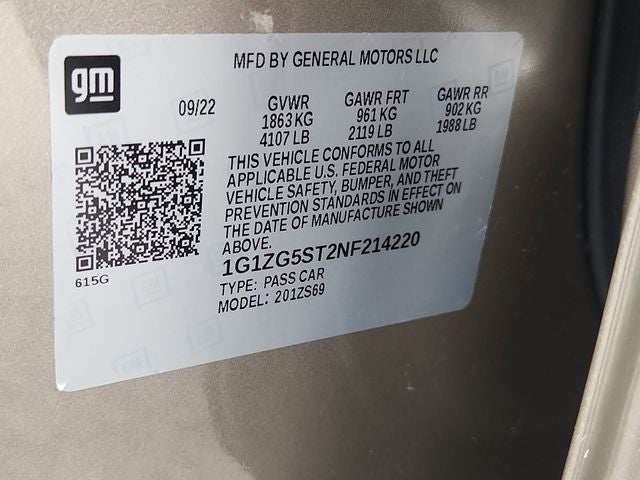 gm
MFD BY GENERAL MOTORS LLC
09/22
GVWR
1863 KG
4107 LB
GAWR FRT
961 KG
2119 LB
GAWR RR
902 KG
1988 LB
THIS VEHICLE CONFORMS TO ALL
APPLICABLE U.S. FEDERAL MOTOR
VEHICLE SAFETY, BUMPER, AND THEFT
PREVENTION STANDARDS IN EFFECT ON
THE DATE OF MANUFACTURE SHOWN
ABOVE.
1G1ZG5ST2NF214220
TYPE: PASS CAR
MODEL: 201ZS69
615G